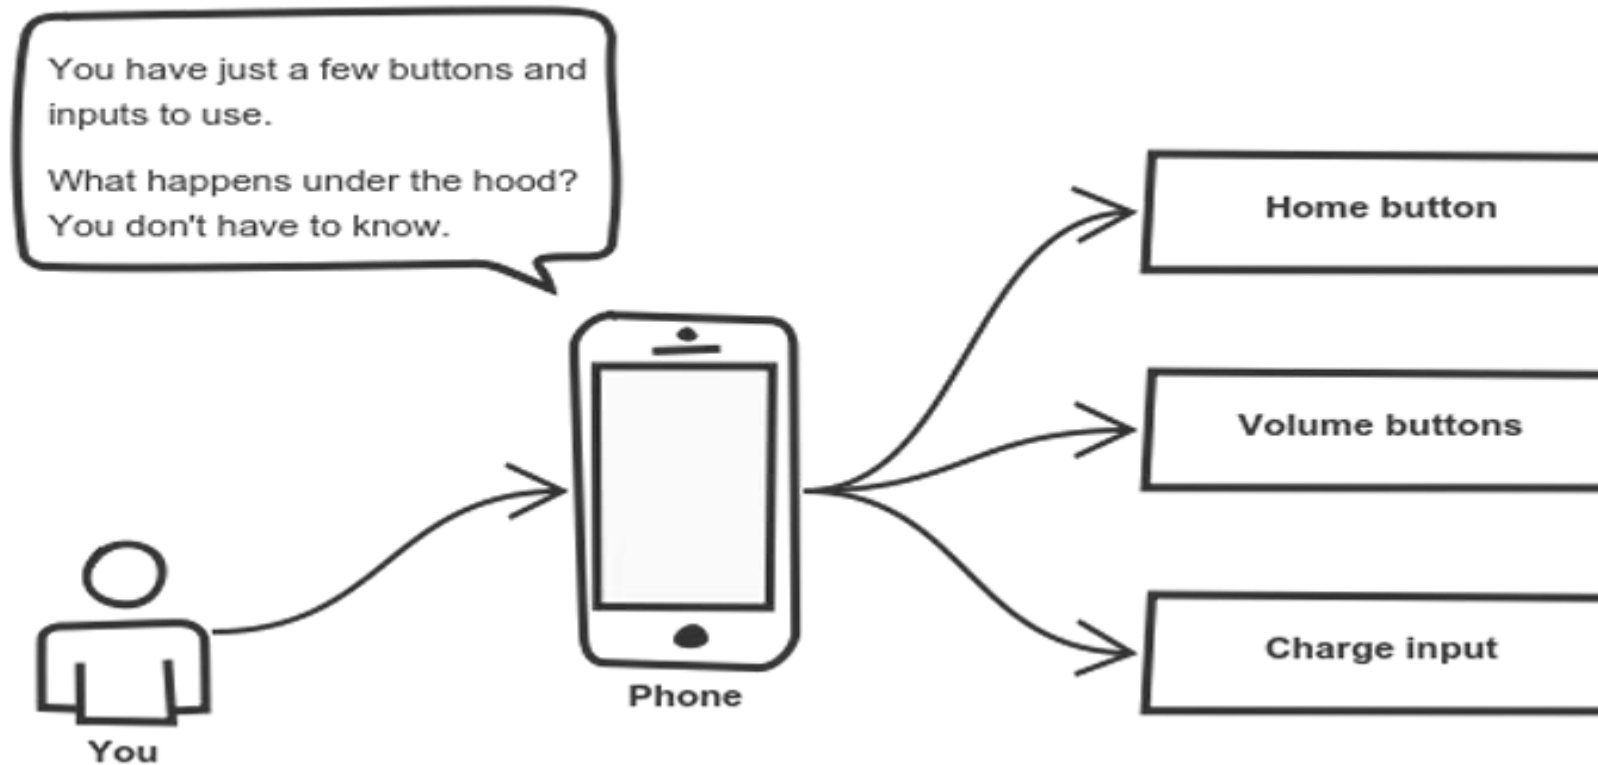 You have just a few buttons and
inputs to use.
What happens under the hood?
You don't have to know.
Home button
Volume buttons
Charge input
Phone
You